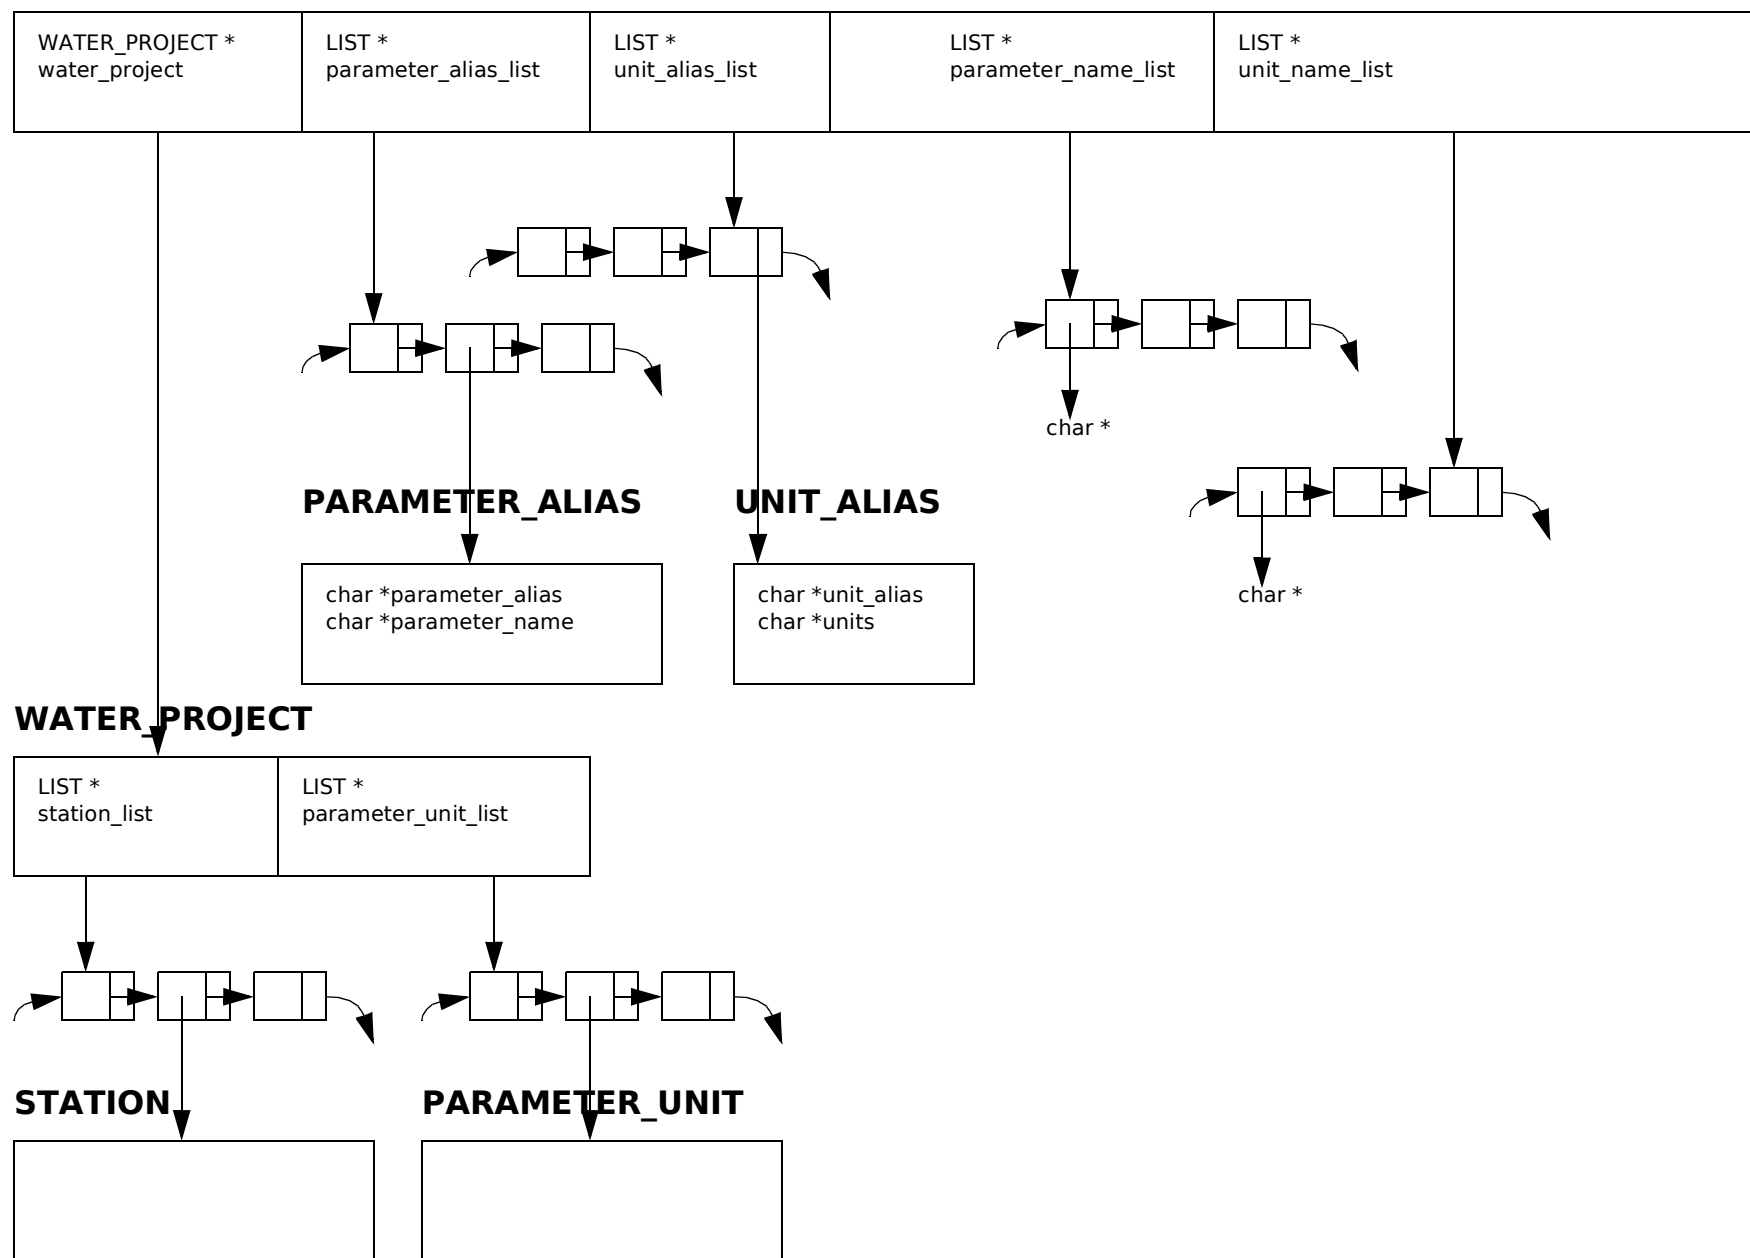 WATER_PROJECT *
water_project
LIST *
parameter_alias_list
LIST *
unit_alias_list
LIST *
parameter_name_list
LIST *
unit_name_list
char *
PARAMETER_ALIAS
UNIT_ALIAS
char *parameter_alias
char *parameter_name
char *unit_alias
char *units
char *
WATER_PROJECT
LIST *
station_list
LIST *
parameter_unit_list
STATION
PARAMETER_UNIT